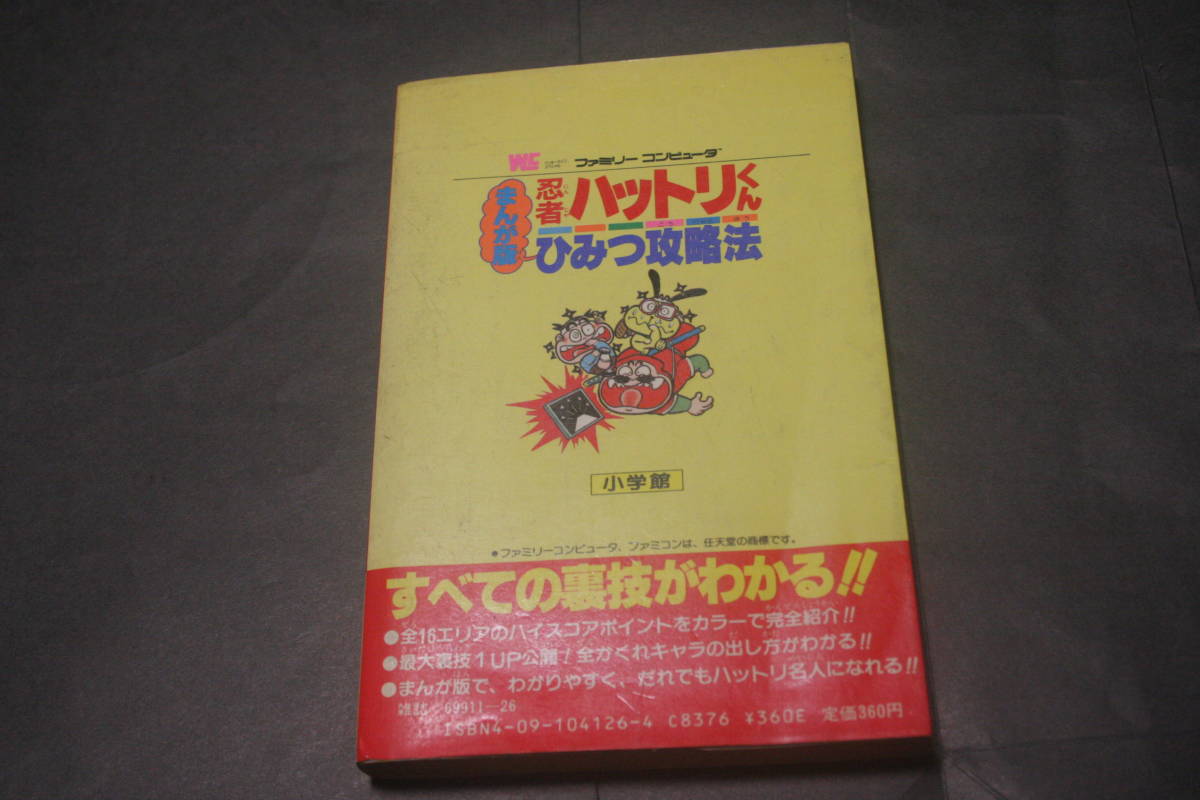 ファミリー コンピュータ
まんが版
忍者ハットリくん
ひみつ攻略法
小学館
●ファミリーコンピュータ、ファミコンは、任天堂の商標です。
すべての裏技がわかる!!
●全16エリアのハイスコアポイントをカラーで完全紹介!!
●最大裏技1UP公開!全かくれキャラの出し方がわかる!!
●まんが版で、わかりやすく、だれでもハットリ名人になれる!!
雑誌 69911-26
ISBN4-09-104126-4 C8376 ¥360E 定価360円